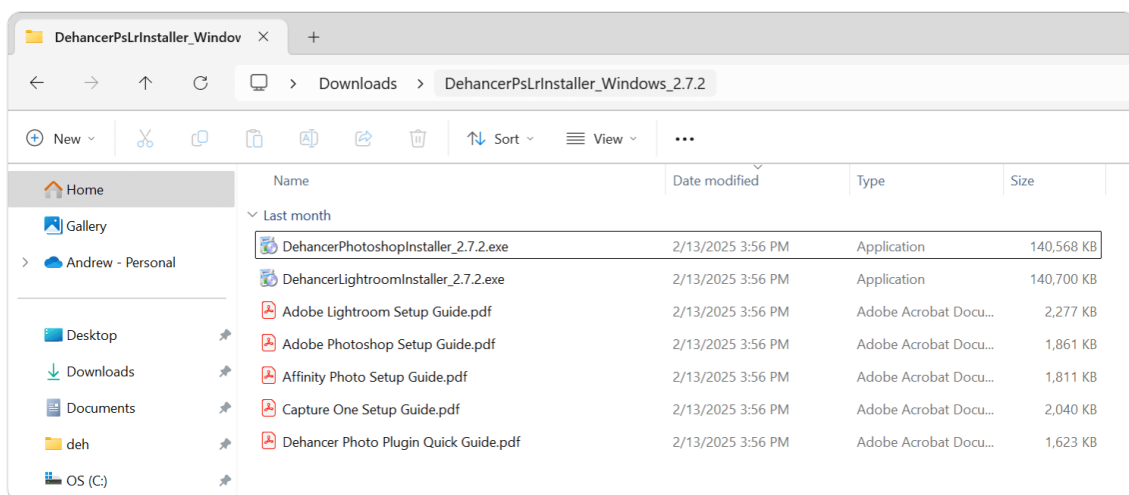 DehancerPsLrInstaller_Window
Downloads > DehancerPsLrInstaller_Windows_2.7.2
New Sort View
Home
Gallery
Andrew - Personal
Desktop
Downloads
Documents
deh
OS (C:)
Name Date modified Type Size
Last month
DehancerPhotoshopInstaller_2.7.2.exe 2/13/2025 3:56 PM Application 140,568 KB
DehancerLightroomInstaller_2.7.2.exe 2/13/2025 3:56 PM Application 140,700 KB
Adobe Lightroom Setup Guide.pdf 2/13/2025 3:56 PM Adobe Acrobat Docu... 2,277 KB
Adobe Photoshop Setup Guide.pdf 2/13/2025 3:56 PM Adobe Acrobat Docu... 1,861 KB
Affinity Photo Setup Guide.pdf 2/13/2025 3:56 PM Adobe Acrobat Docu... 1,811 KB
Capture One Setup Guide.pdf 2/13/2025 3:56 PM Adobe Acrobat Docu... 2,040 KB
Dehancer Photo Plugin Quick Guide.pdf 2/13/2025 3:56 PM Adobe Acrobat Docu... 1,623 KB